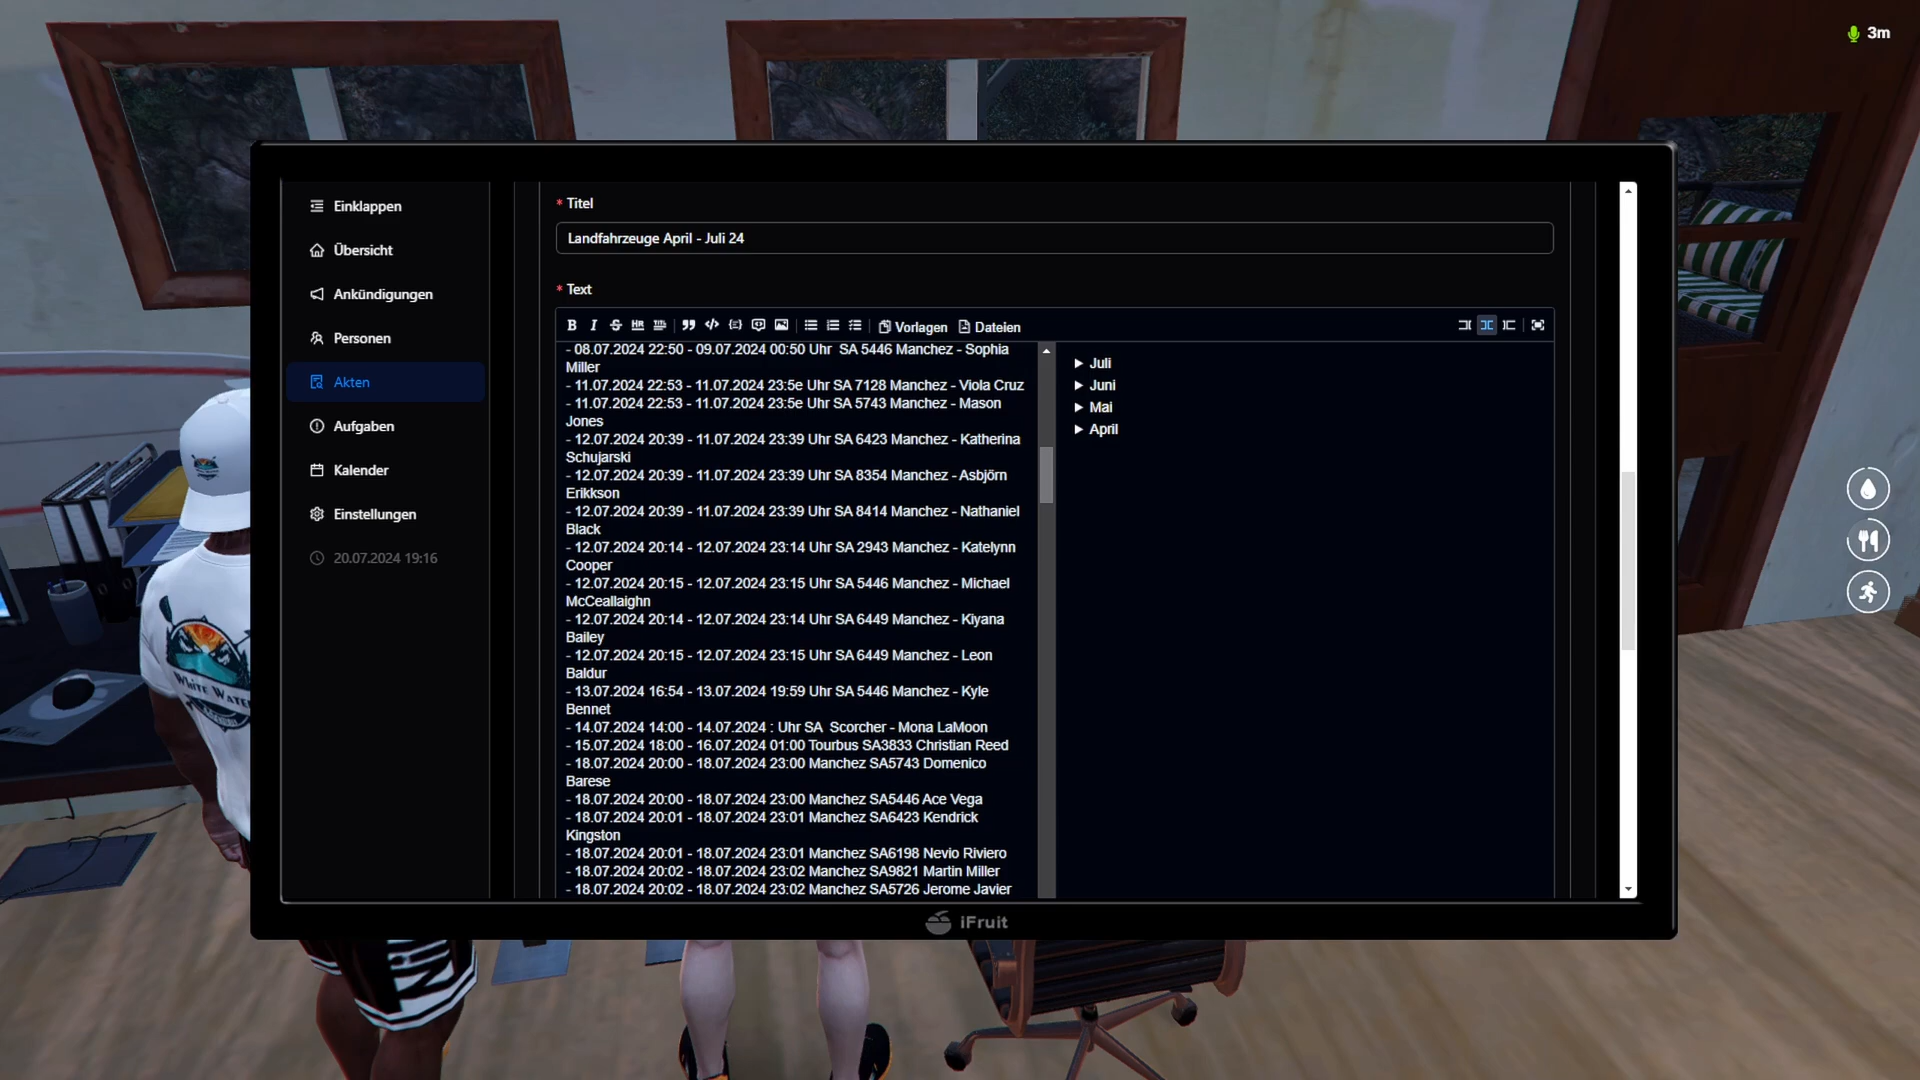 3m
Einklappen
Übersicht
Ankündigungen
Personen
Akten
Aufgaben
Kalender
Einstellungen
20.07.2024 19:16
* Titel
Landfahrzeuge April - Juli 24
* Text
Vorlagen Dateien
- 08.07.2024 22:50 - 09.07.2024 00:50 Uhr SA 5446 Manchez - Sophia
Miller
- 11.07.2024 22:53 - 11.07.2024 23:5e Uhr SA 7128 Manchez - Viola Cruz
- 11.07.2024 22:53 - 11.07.2024 23:5e Uhr SA 5743 Manchez - Mason
Jones
- 12.07.2024 20:39 - 11.07.2024 23:39 Uhr SA 6423 Manchez - Katherina
Schujarski
- 12.07.2024 20:39 - 11.07.2024 23:39 Uhr SA 8354 Manchez - Asbjörn
Erikkson
- 12.07.2024 20:39 - 11.07.2024 23:39 Uhr SA 8414 Manchez - Nathaniel
Black
- 12.07.2024 20:14 - 12.07.2024 23:14 Uhr SA 2943 Manchez - Katelynn
Cooper
- 12.07.2024 20:15 - 12.07.2024 23:15 Uhr SA 5446 Manchez - Michael
McCeallaighn
- 12.07.2024 20:14 - 12.07.2024 23:14 Uhr SA 6449 Manchez - Kiyana
Bailey
- 12.07.2024 20:15 - 12.07.2024 23:15 Uhr SA 6449 Manchez - Leon
Baldur
- 13.07.2024 16:54 - 13.07.2024 19:59 Uhr SA 5446 Manchez - Kyle
Bennet
- 14.07.2024 14:00 - 14.07.2024 : Uhr SA Scorcher - Mona LaMoon
- 15.07.2024 18:00 - 16.07.2024 01:00 Tourbus SA3833 Christian Reed
- 18.07.2024 20:00 - 18.07.2024 23:00 Manchez SA5743 Domenico
Barese
- 18.07.2024 20:00 - 18.07.2024 23:00 Manchez SA5446 Ace Vega
- 18.07.2024 20:01 - 18.07.2024 23:01 Manchez SA6423 Kendrick
Kingston
- 18.07.2024 20:01 - 18.07.2024 23:01 Manchez SA6198 Nevio Riviero
- 18.07.2024 20:02 - 18.07.2024 23:02 Manchez SA9821 Martin Miller
- 18.07.2024 20:02 - 18.07.2024 23:02 Manchez SA5726 Jerome Javier
Juli
Juni
Mai
April
White Water
iFruit